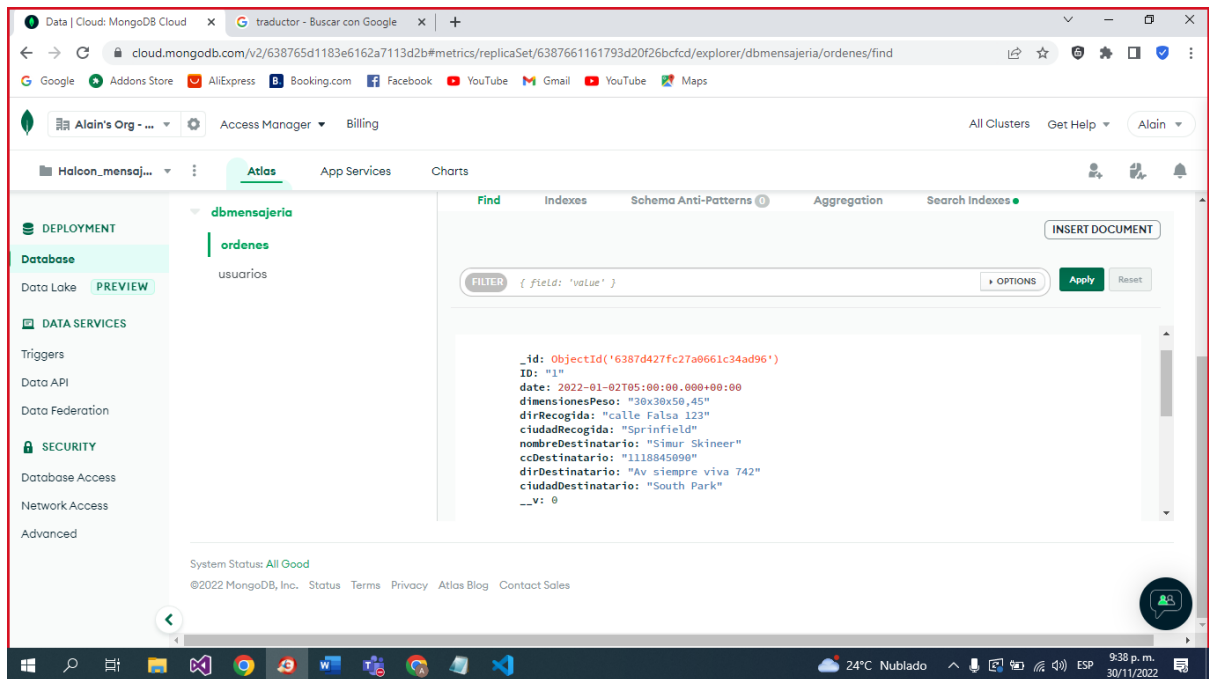 Data | Cloud: MongoDB Cloud
traductor - Buscar con Google
cloud.mongodb.com/v2/638765d1183e6162a7113d2b#metrics/replicaSet/6387661161793d20f26bcfcd/explorer/dbmensajeria/ordenes/find
Google Addons Store AliExpress Booking.com Facebook YouTube Gmail YouTube Maps
Alain's Org - ... Access Manager Billing All Clusters Get Help Alain
Halcon_mensaj... Atlas App Services Charts
DEPLOYMENT
Database
Data Lake PREVIEW
DATA SERVICES
Triggers
Data API
Data Federation
SECURITY
Database Access
Network Access
Advanced
dbmensajeria
ordenes
usuarios
Find Indexes Schema Anti-Patterns 0 Aggregation Search Indexes
INSERT DOCUMENT
FILTER { field: 'value' } OPTIONS Apply Reset
_id: ObjectId('6387d427fc27a0661c34ad96')
ID: "1"
date: 2022-01-02T05:00:00.000+00:00
dimensionesPeso: "30x30x50,45"
dirRecogida: "calle Falsa 123"
ciudadRecogida: "Sprinfield"
nombreDestinatario: "Simur Skineer"
ccDestinatario: "1118845090"
dirDestinatario: "Av siempre viva 742"
ciudadDestinatario: "South Park"
__v: 0
System Status: All Good
©2022 MongoDB, Inc. Status Terms Privacy Atlas Blog Contact Sales
24°C Nublado ESP 9:38 p. m.
30/11/2022